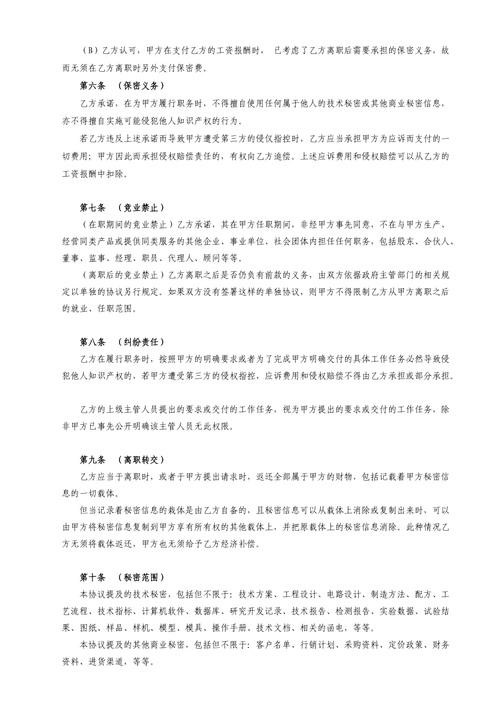 （B）乙方认可，甲方在支付乙方的工资报酬时， 已考虑了乙方离职后需要承担的保密义务，故
而无须在乙方离职时另外支付保密费。
第六条 （保密义务）
乙方承诺，在为甲方履行职务时，不得擅自使用任何属于他人的技术秘密或其他商业秘密信息，
亦不得擅自实施可能侵犯他人知识产权的行为。
若乙方违反上述承诺而导致甲方遭受第三方的侵仅指控时，乙方应当承担甲方为应诉而支付的一
切费用；甲方因此而承担侵权赔偿责任的，有权向乙方追偿。上述应诉费用和侵权赔偿可以从乙方的
工资报酬中扣除。
第七条 （竞业禁止）
（在职期间的竞业禁止）乙方承诺，其在甲方任职期间，非经甲方事先同意，不在与甲方生产、
经营同类产品或提供同类服务的其他企业、事业单位、社会团体内担任任何职务，包括股东、合伙人、
董事、监事、经理、职员、代理人、顾问等等。
（离职后的竞业禁止）乙方离职之后是否仍负有前款的义务，由双方依据政府主管部门的相关规
定以单独的协议另行规定。如果双方没有签署这样的单独协议，则甲方不得限制乙方从甲方离职之后
的就业、任职范围。
第八条 （纠纷责任）
乙方在履行职务时，按照甲方的明确要求或者为了完成甲方明确交付的具体工作任务必然导致侵
犯他人知识产权的，若甲方遭受第三方的侵权指控，应诉费用和侵权赔偿不得由乙方承担或部分承担。
乙方的上级主管人员提出的要求或交付的工作任务，视为甲方提出的要求或交付的工作任务，除
非甲方已事先公开明确该主管人员无此权限。
第九条 （离职转交）
乙方应当于离职时，或者于甲方提出请求时，返还全部属于甲方的财物，包括记载着甲方秘密信
息的一切载体。
但当记录着秘密信息的载体是由乙方自备的，且秘密信息可以从载体上消除或复制出来时，可以
由甲方将秘密信息复制到甲方享有所有权的其他载体上，并把原载体上的秘密信息消除。此种情况乙
方无须将载体返还，甲方也无须给予乙方经济补偿。
第十条 （秘密范围）
本协议提及的技术秘密，包括但不限于：技术方案、工程设计、电路设计、制造方法、配方、工
艺流程、技术指标、计算机软件、数据库、研究开发记录、技术报告、检测报告，实验数据、试验结
果、图纸、样品、样机、模型、模具，操作手册、技术文档、相关的函电，等等。
本协议提及的其他商业秘密，包括但不限于：客户名单、行销计划、采购资料、定价政策、财务
资料、进货渠道，等等。